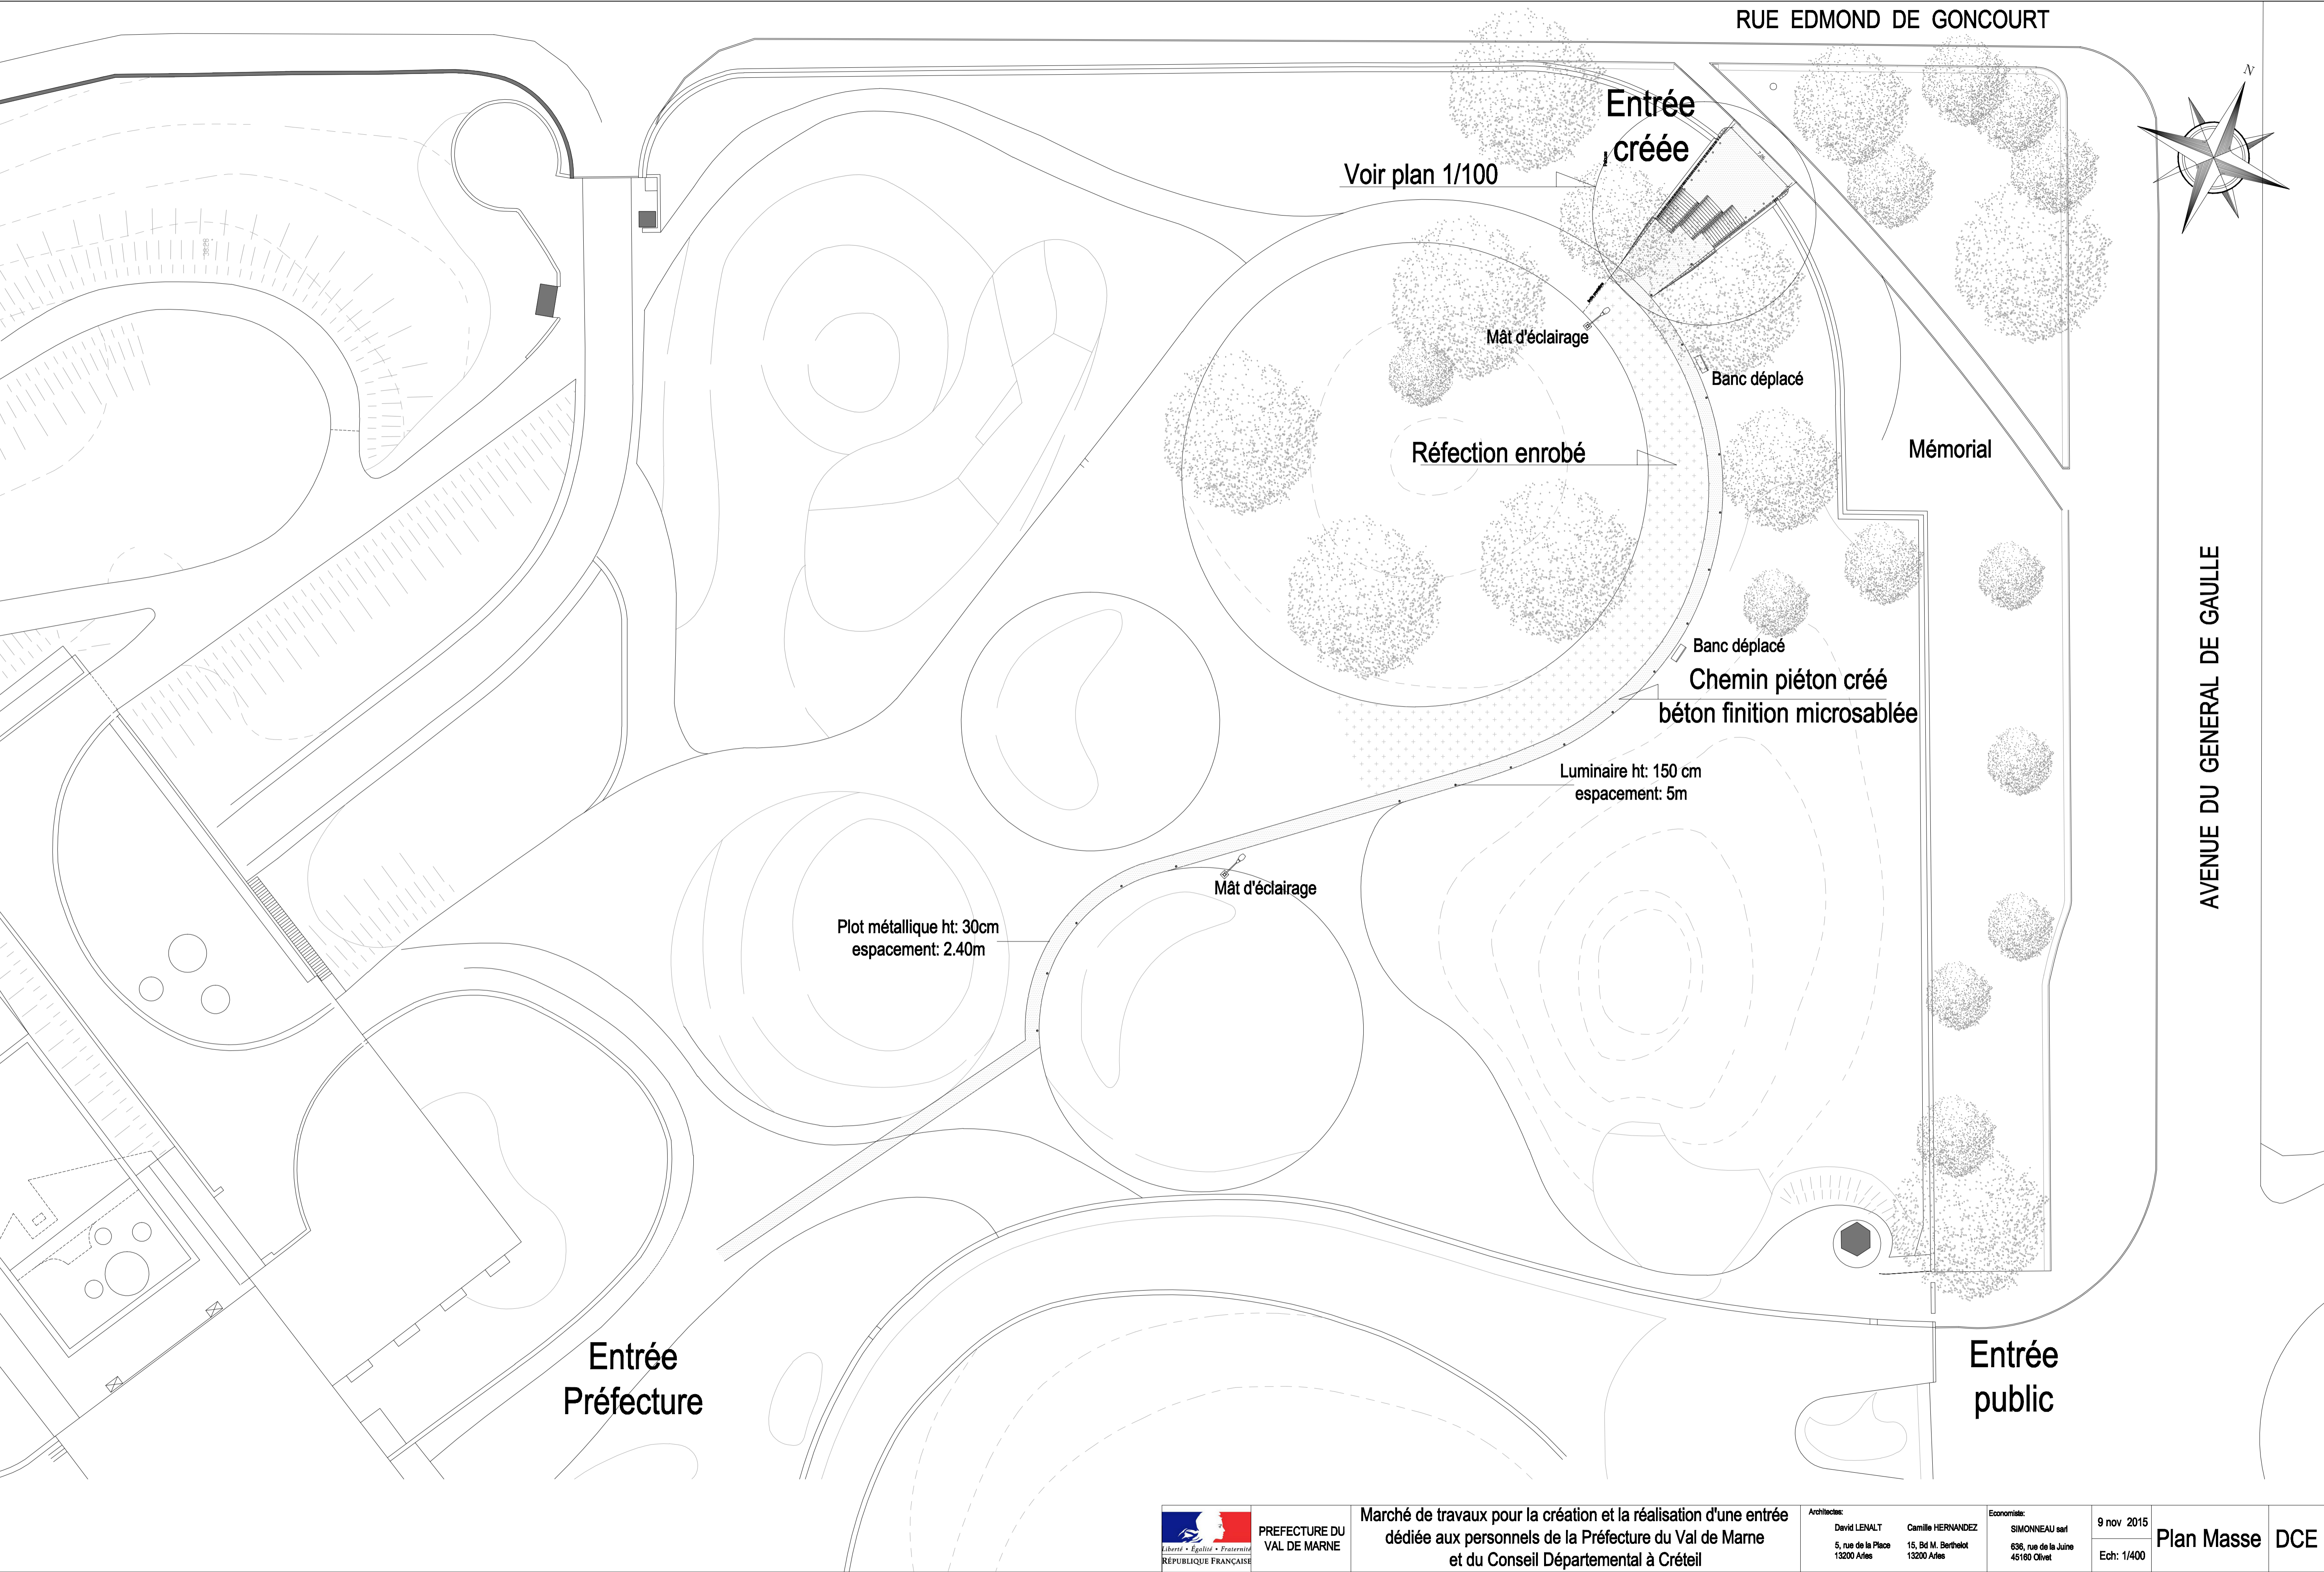 RUE EDMOND DE GONCOURT
N
Entrée
créée
Voir plan 1/100
Mât d'éclairage
Banc déplacé
Réfection enrobé
Mémorial
AVENUE DU GENERAL DE GAULLE
Banc déplacé
Chemin piéton créé
béton finition microsablée
Luminaire ht: 150 cm
espacement: 5m
Mât d'éclairage
Plot métallique ht: 30cm
espacement: 2.40m
Entrée
Préfecture
Entrée
public
Liberté • Égalité • Fraternité
RÉPUBLIQUE FRANÇAISE
PREFECTURE DU
VAL DE MARNE
Marché de travaux pour la création et la réalisation d'une entrée
dédiée aux personnels de la Préfecture du Val de Marne
et du Conseil Départemental à Créteil
Architectes:
David LENALT
5, rue de la Place
13200 Arles
Camille HERNANDEZ
15, Bd M. Berthelot
13200 Arles
Economiste:
SIMONNEAU sarl
636, rue de la Juine
45160 Olivet
9 nov 2015
Ech: 1/400
Plan Masse
DCE